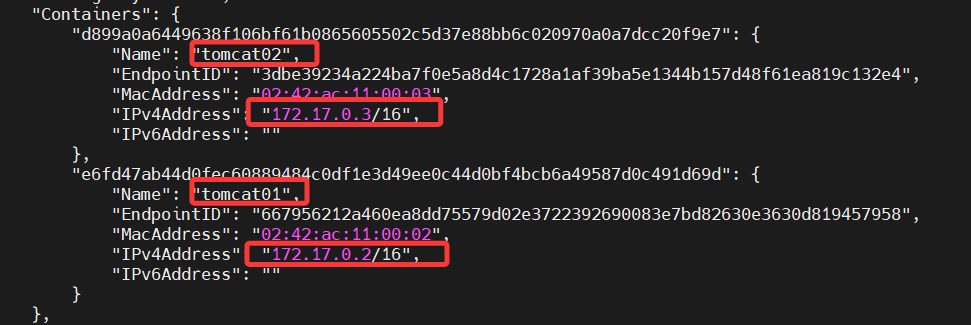 "Containers": {
"d899a0a6449638f106bf61b0865605502c5d37e88bb6c020970a0a7dcc20f9e7": {
"Name": "tomcat02",
"EndpointID": "3dbe39234a224ba7f0e5a8d4c1728a1af39ba5e1344b157d48f61ea819c132e4",
"MacAddress": "02:42:ac:11:00:03",
"IPv4Address": "172.17.0.3/16",
"IPv6Address": ""
},
"e6fd47ab44d0fec60889484c0df1e3d49ee0c44d0bf4bcb6a49587d0c491d69d": {
"Name": "tomcat01",
"EndpointID": "667956212a460ea8dd75579d02e3722392690083e7bd82630e3630d819457958",
"MacAddress": "02:42:ac:11:00:02",
"IPv4Address" "172.17.0.2/16",
"IPv6Address": ""
}
},